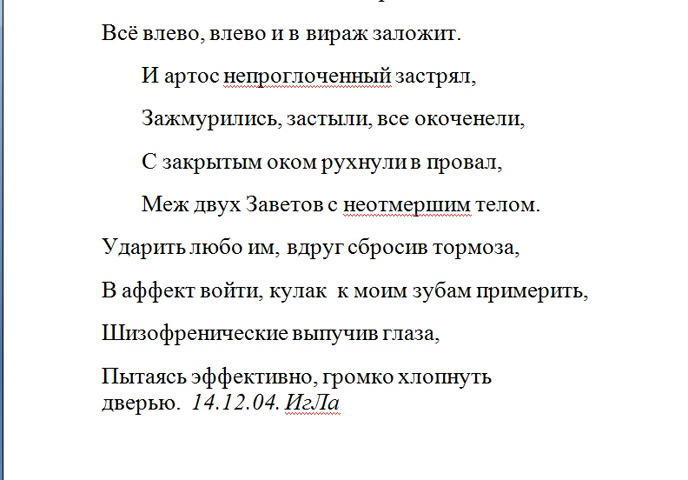 Всё влево, влево и в вираж заложит.
И артос непроглоченный застрял,
Зажмурились, застыли, все окоченели,
С закрытым оком рухнули в провал,
Меж двух Заветов с неотмершим телом.
Ударить любо им, вдруг сбросив тормоза,
В аффект войти, кулак к моим зубам примерить,
Шизофренические выпучив глаза,
Пытаясь эффективно, громко хлопнуть
дверью. 14.12.04. ИгЛа